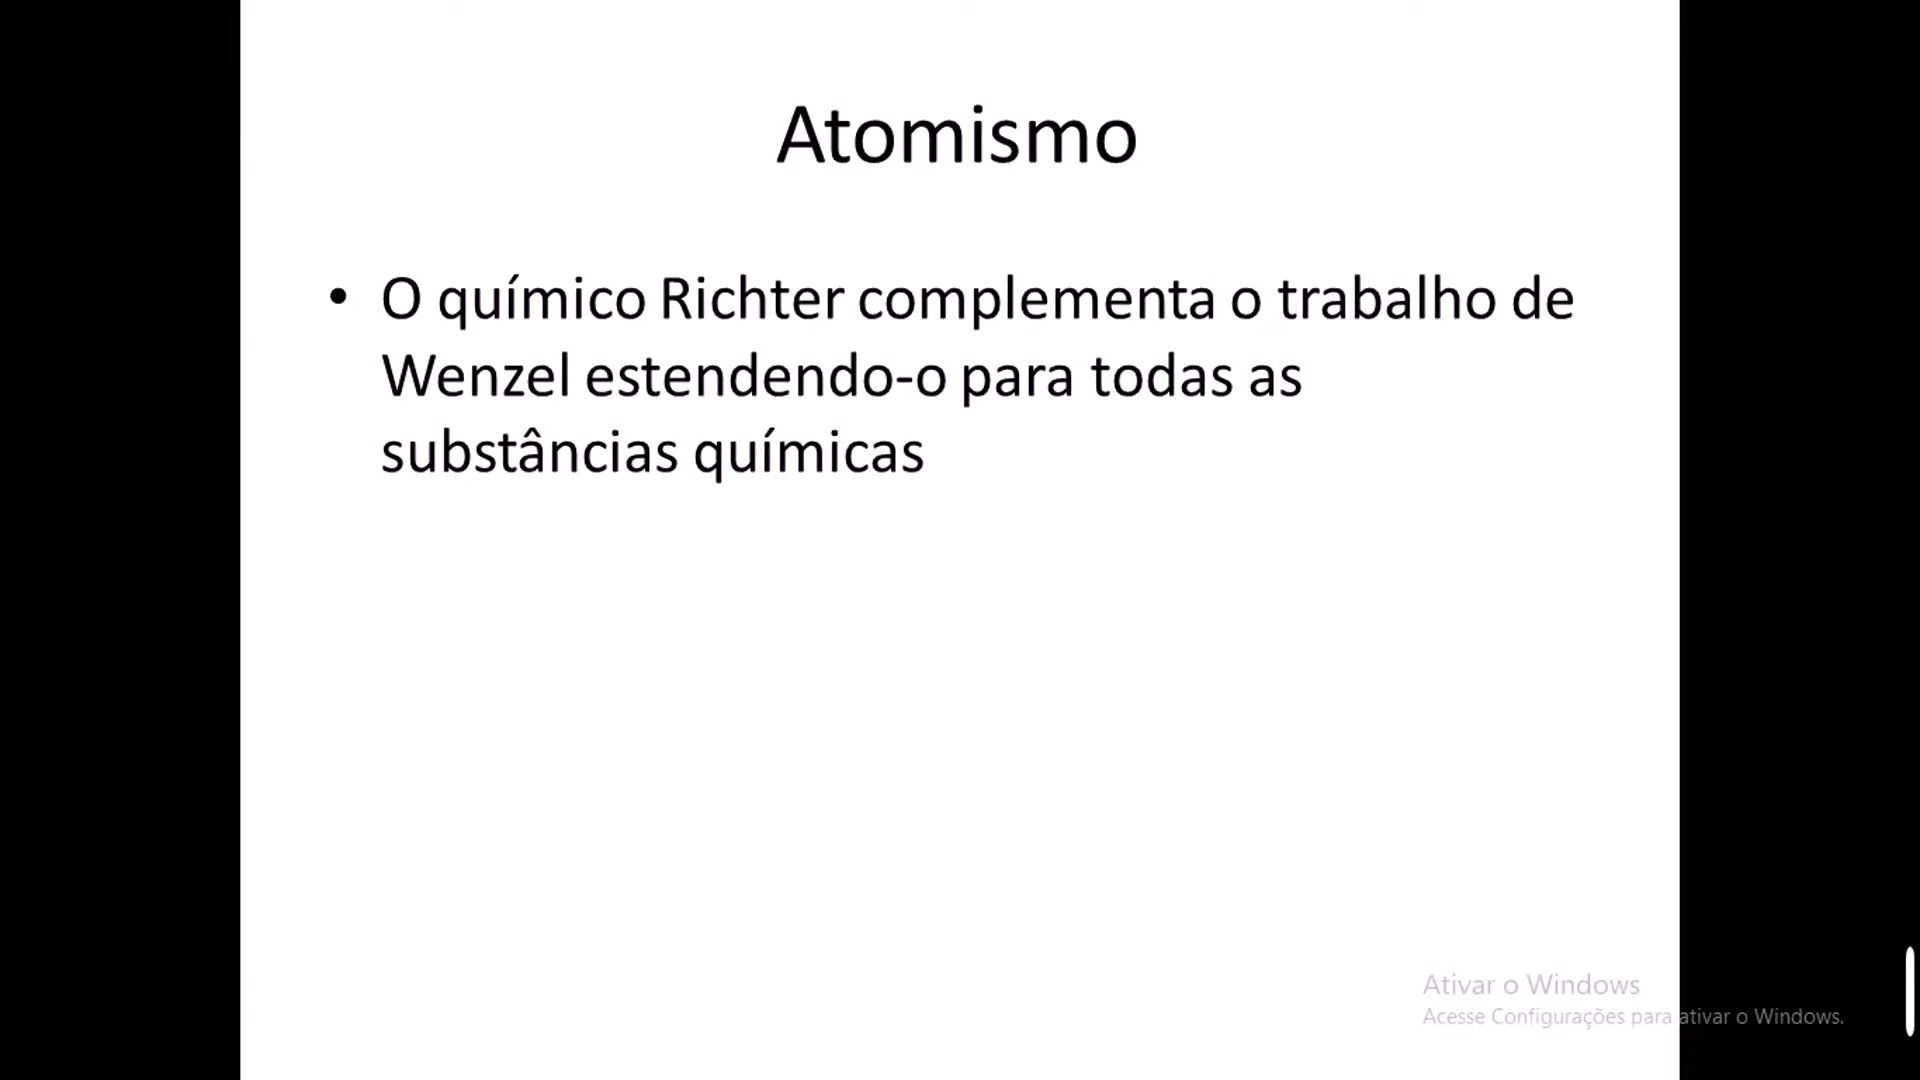 Atomismo
• O químico Richter complementa o trabalho de
Wenzel estendendo-o para todas as
substâncias químicas
Ativar o Windows
Acesse Configurações para ativar o Windows.